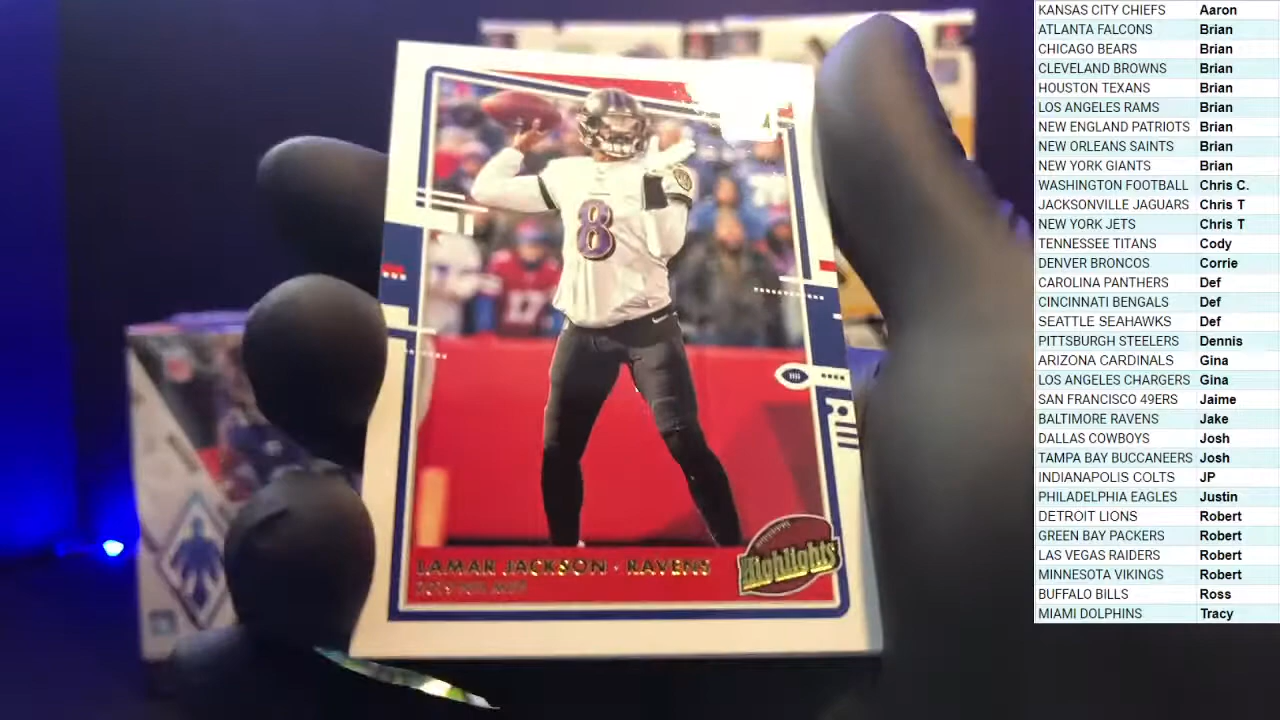 8
17
LAMAR JACKSON · RAVENS
2019 NFL MVP
Highlights
KANSAS CITY CHIEFS Aaron
ATLANTA FALCONS Brian
CHICAGO BEARS Brian
CLEVELAND BROWNS Brian
HOUSTON TEXANS Brian
LOS ANGELES RAMS Brian
NEW ENGLAND PATRIOTS Brian
NEW ORLEANS SAINTS Brian
NEW YORK GIANTS Brian
WASHINGTON FOOTBALL Chris C.
JACKSONVILLE JAGUARS Chris T
NEW YORK JETS Chris T
TENNESSEE TITANS Cody
DENVER BRONCOS Corrie
CAROLINA PANTHERS Def
CINCINNATI BENGALS Def
SEATTLE SEAHAWKS Def
PITTSBURGH STEELERS Dennis
ARIZONA CARDINALS Gina
LOS ANGELES CHARGERS Gina
SAN FRANCISCO 49ERS Jaime
BALTIMORE RAVENS Jake
DALLAS COWBOYS Josh
TAMPA BAY BUCCANEERS Josh
INDIANAPOLIS COLTS JP
PHILADELPHIA EAGLES Justin
DETROIT LIONS Robert
GREEN BAY PACKERS Robert
LAS VEGAS RAIDERS Robert
MINNESOTA VIKINGS Robert
BUFFALO BILLS Ross
MIAMI DOLPHINS Tracy